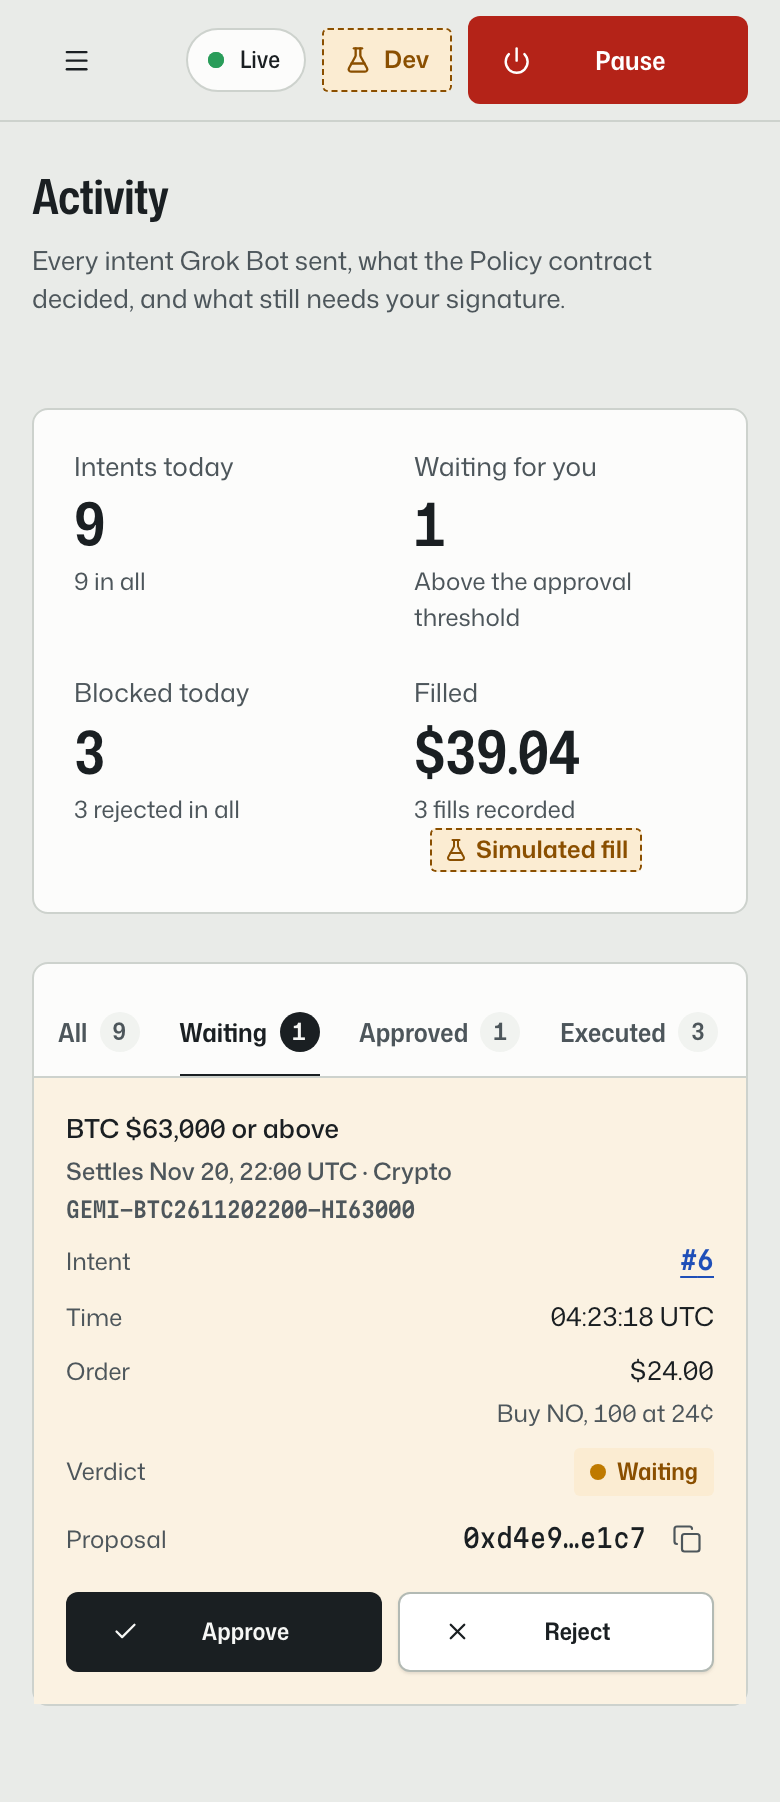 Live
Dev
Pause
Activity
Every intent Grok Bot sent, what the Policy contract
decided, and what still needs your signature.
Intents today
9
9 in all
Waiting for you
1
Above the approval
threshold
Blocked today
3
3 rejected in all
Filled
$39.04
3 fills recorded
Simulated fill
All 9 Waiting 1 Approved 1 Executed 3
BTC $63,000 or above
Settles Nov 20, 22:00 UTC · Crypto
GEMI-BTC2611202200-HI63000
Intent #6
Time 04:23:18 UTC
Order $24.00
Buy NO, 100 at 24¢
Verdict Waiting
Proposal 0xd4e9…e1c7
Approve Reject